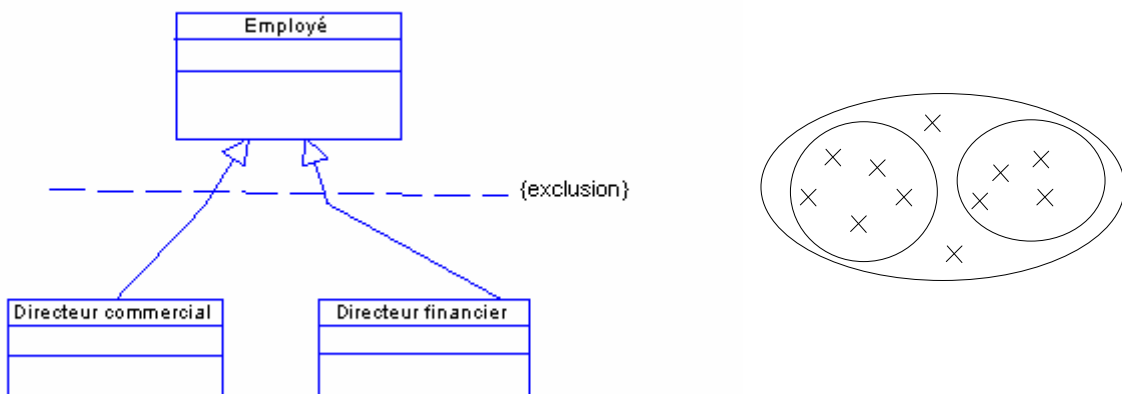 Employé
{exclusion}
Directeur commercial
Directeur financier